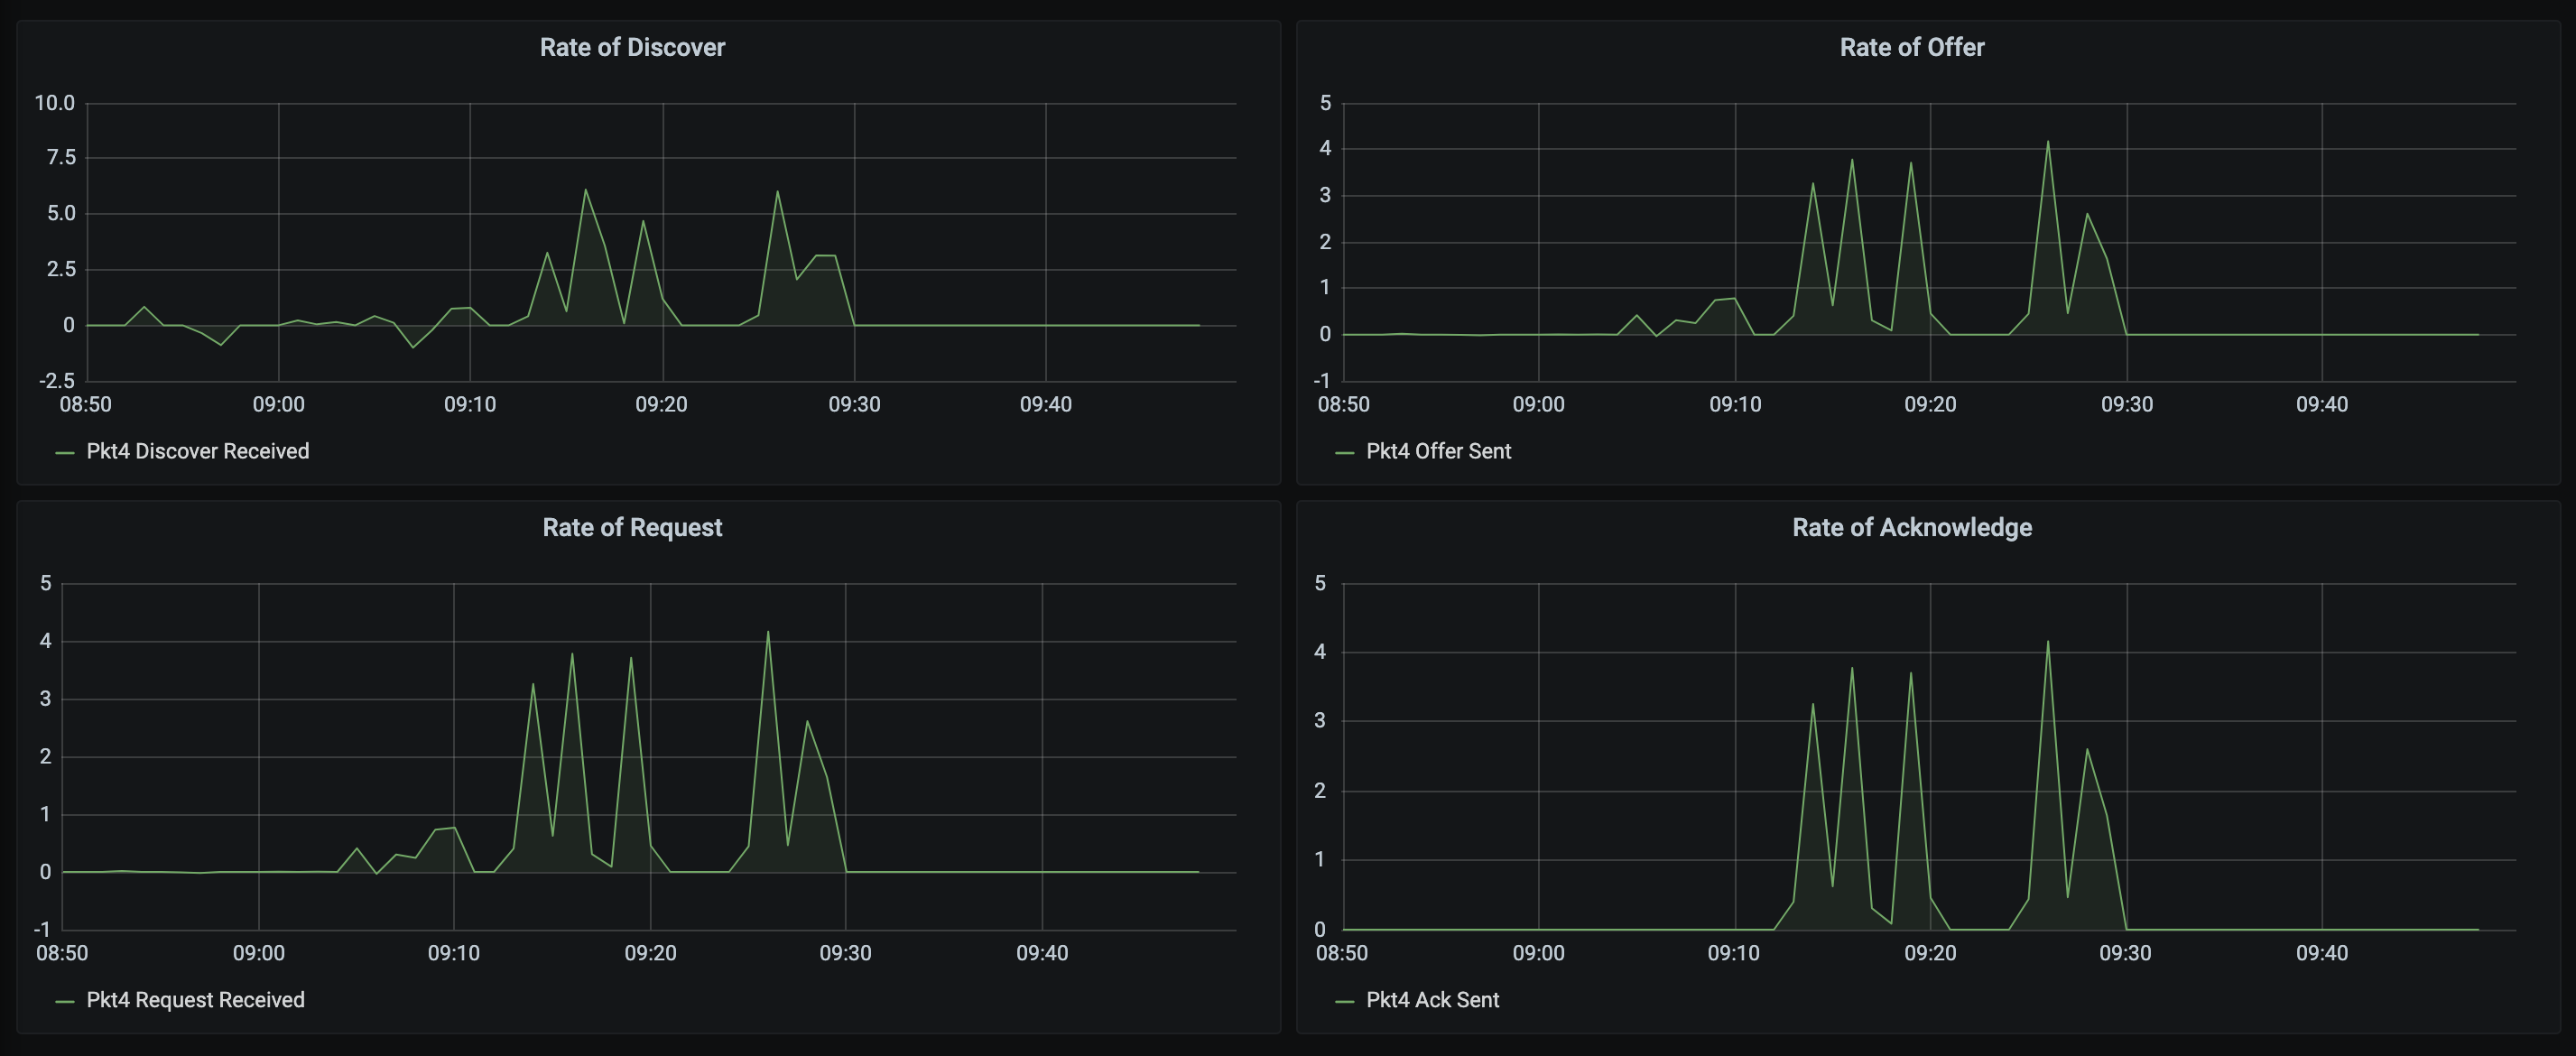 Rate of Discover
10.0
7.5
5.0
2.5
0
-2.5
08:50 09:00 09:10 09:20 09:30 09:40
Pkt4 Discover Received
Rate of Offer
5
4
3
2
1
0
-1
08:50 09:00 09:10 09:20 09:30 09:40
Pkt4 Offer Sent
Rate of Request
5
4
3
2
1
0
-1
08:50 09:00 09:10 09:20 09:30 09:40
Pkt4 Request Received
Rate of Acknowledge
5
4
3
2
1
0
08:50 09:00 09:10 09:20 09:30 09:40
Pkt4 Ack Sent